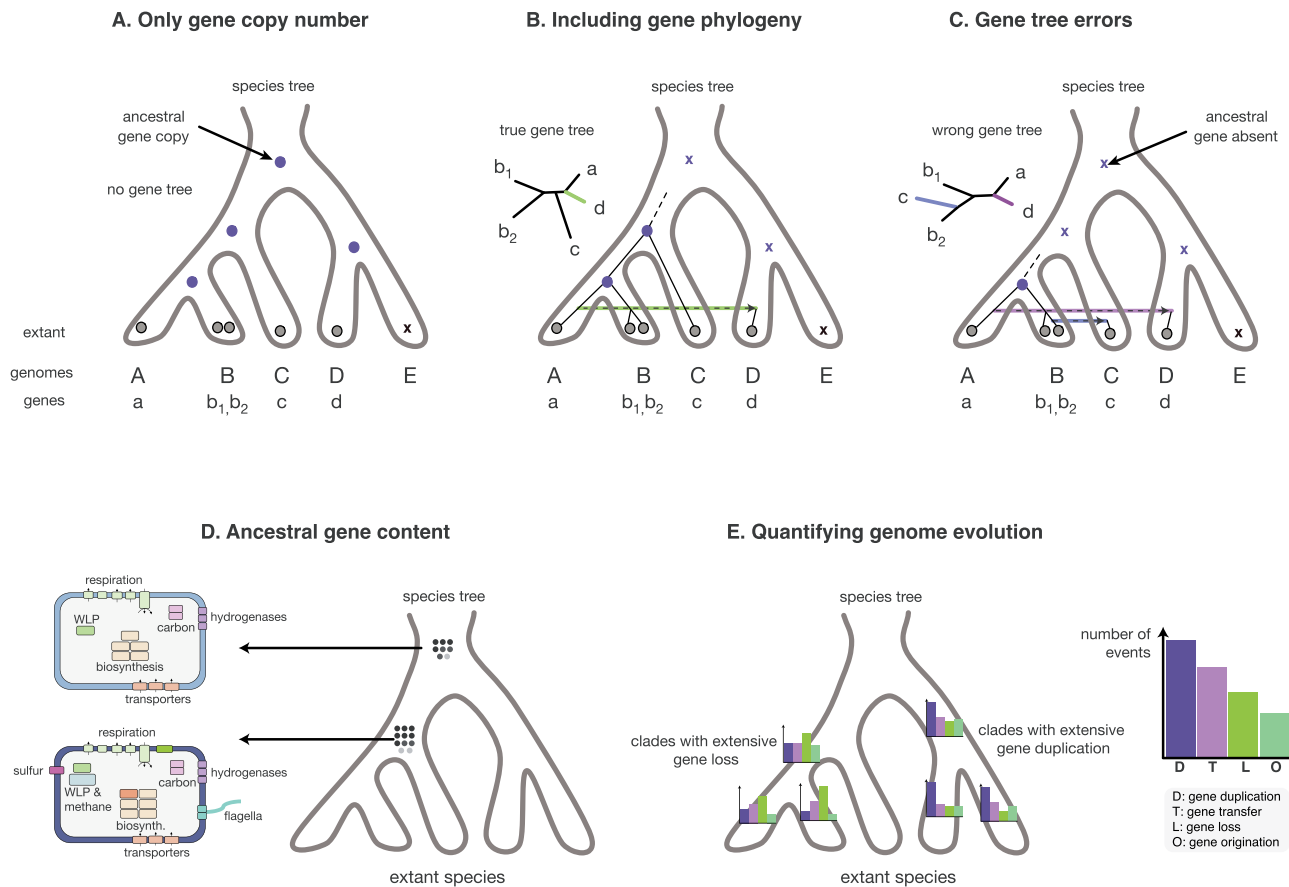 A. Only gene copy number
species tree
ancestral
gene copy
no gene tree
extant
genomes
genes
A
B
C
D
E
x
a
b1,b2
c
d
B. Including gene phylogeny
species tree
true gene tree
b1
a
d
b2
c
x
x
x
A
B
C
D
E
a
b1,b2
c
d
C. Gene tree errors
species tree
wrong gene tree
ancestral
gene absent
b1
a
c
d
b2
x
x
x
x
A
B
C
D
E
a
b1,b2
c
d
D. Ancestral gene content
species tree
respiration
WLP
carbon
hydrogenases
biosynthesis
transporters
respiration
sulfur
WLP &
methane
carbon
hydrogenases
biosynth.
flagella
transporters
extant species
E. Quantifying genome evolution
species tree
clades with extensive
gene loss
clades with extensive
gene duplication
extant species
number of
events
D T L O
D: gene duplication
T: gene transfer
L: gene loss
O: gene origination